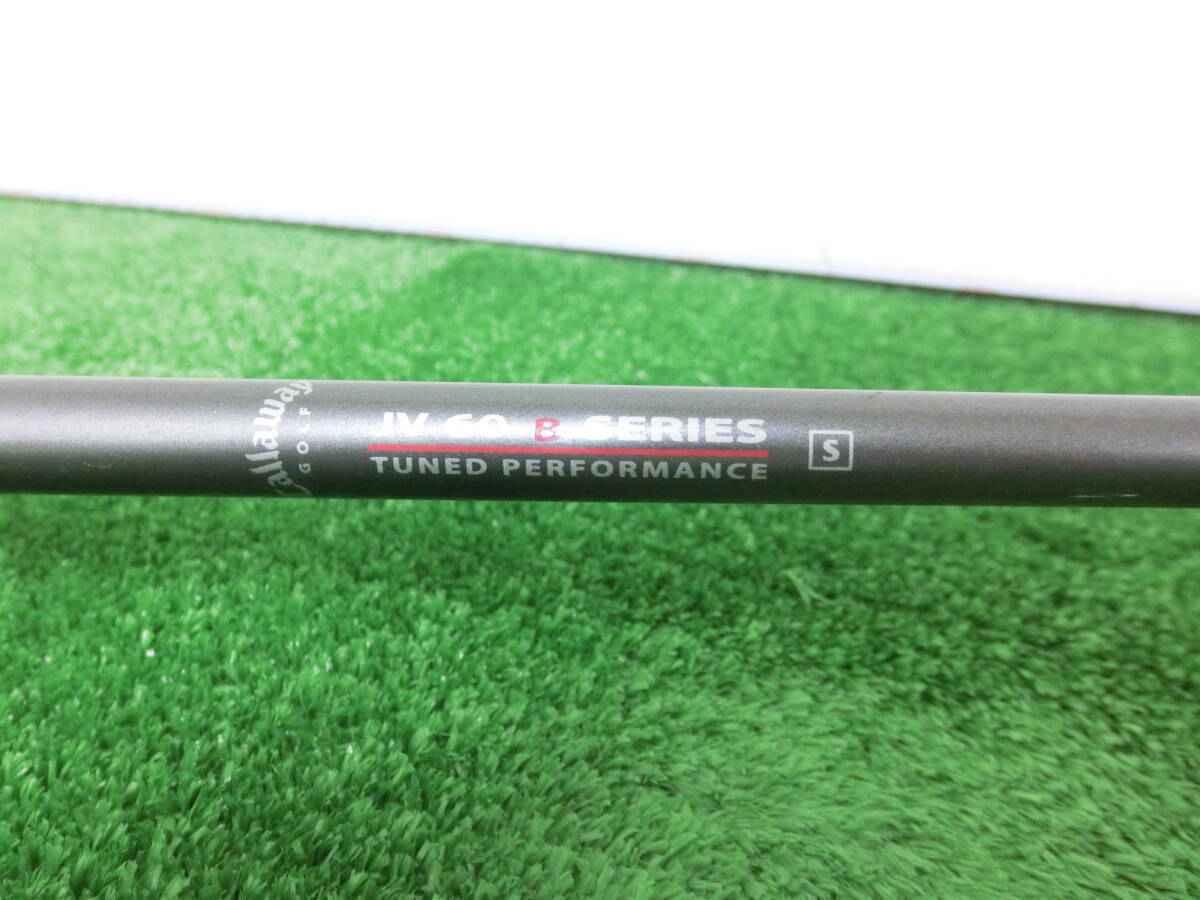 Callaway
GOLF
JV 60 B SERIES
TUNED PERFORMANCE
S